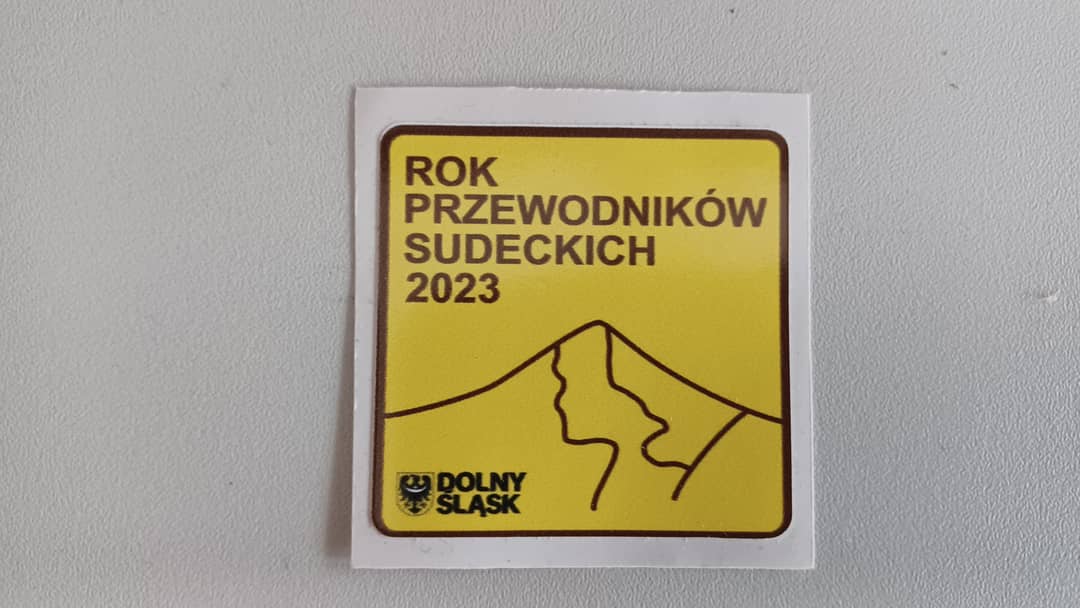 ROK
PRZEWODNIKÓW
SUDECKICH
2023
DOLNY
ŚLĄSK